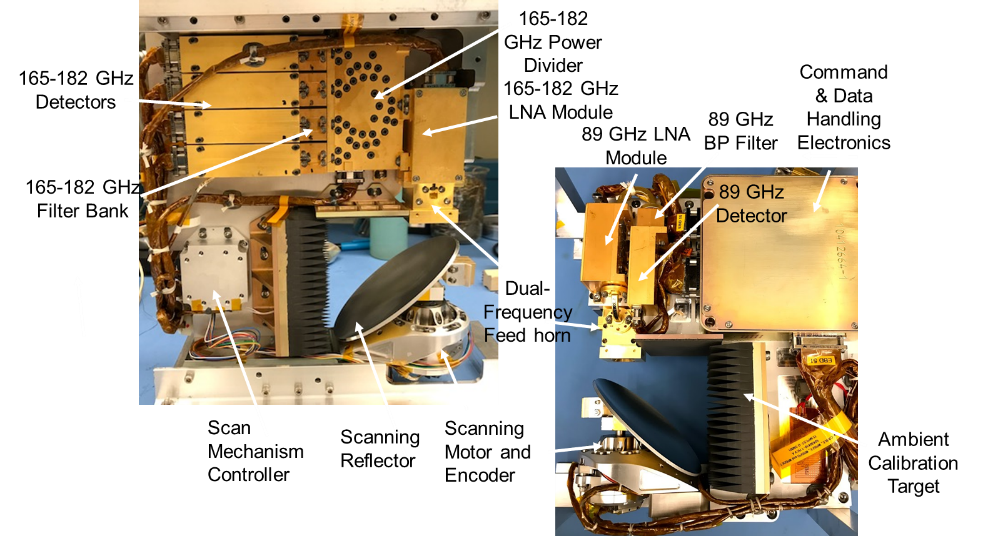 165-182
GHz Power
Divider
165-182 GHz
Detectors
165-182 GHz
LNA Module
165-182 GHz
Filter Bank
89 GHz LNA
Module
89 GHz
BP Filter
Command
& Data
Handling
Electronics
89 GHz
Detector
Dual-
Frequency
Feed horn
Scan
Mechanism
Controller
Scanning
Reflector
Scanning
Motor and
Encoder
Ambient
Calibration
Target